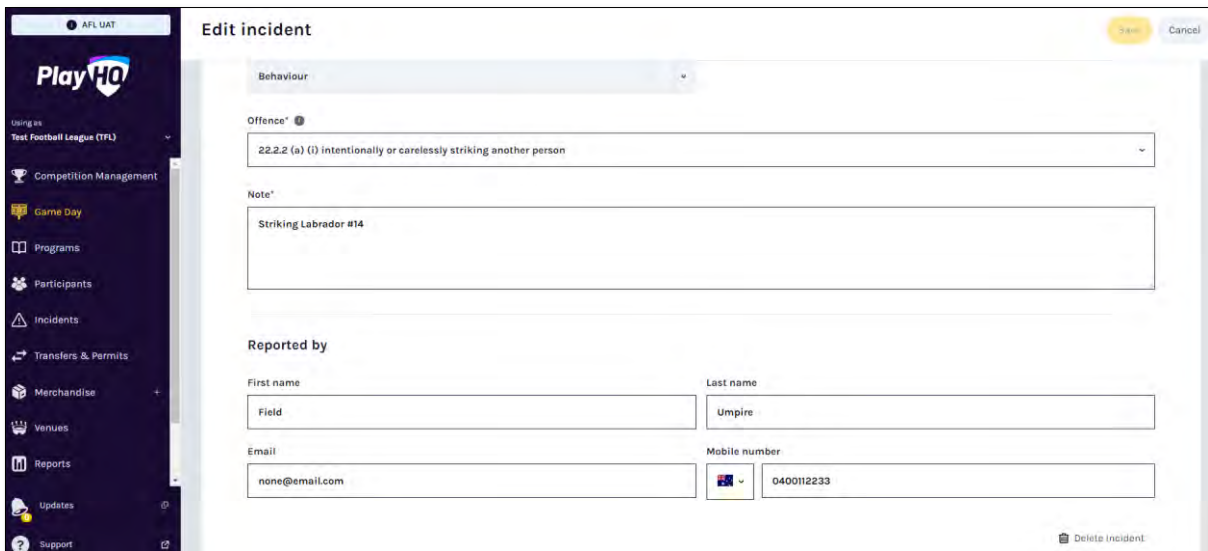 AFL UAT
PlayHQ
Using as
Test Football League (TFL)
Competition Management
Game Day
Programs
Participants
Incidents
Transfers & Permits
Merchandise +
Venues
Reports
Updates
Support
Edit incident
Save
Cancel
Behaviour
Offence*
22.2.2 (a) (i) intentionally or carelessly striking another person
Note*
Striking Labrador #14
Reported by
First name
Last name
Field
Umpire
Email
Mobile number
none@email.com
0400112233
Delete Incident